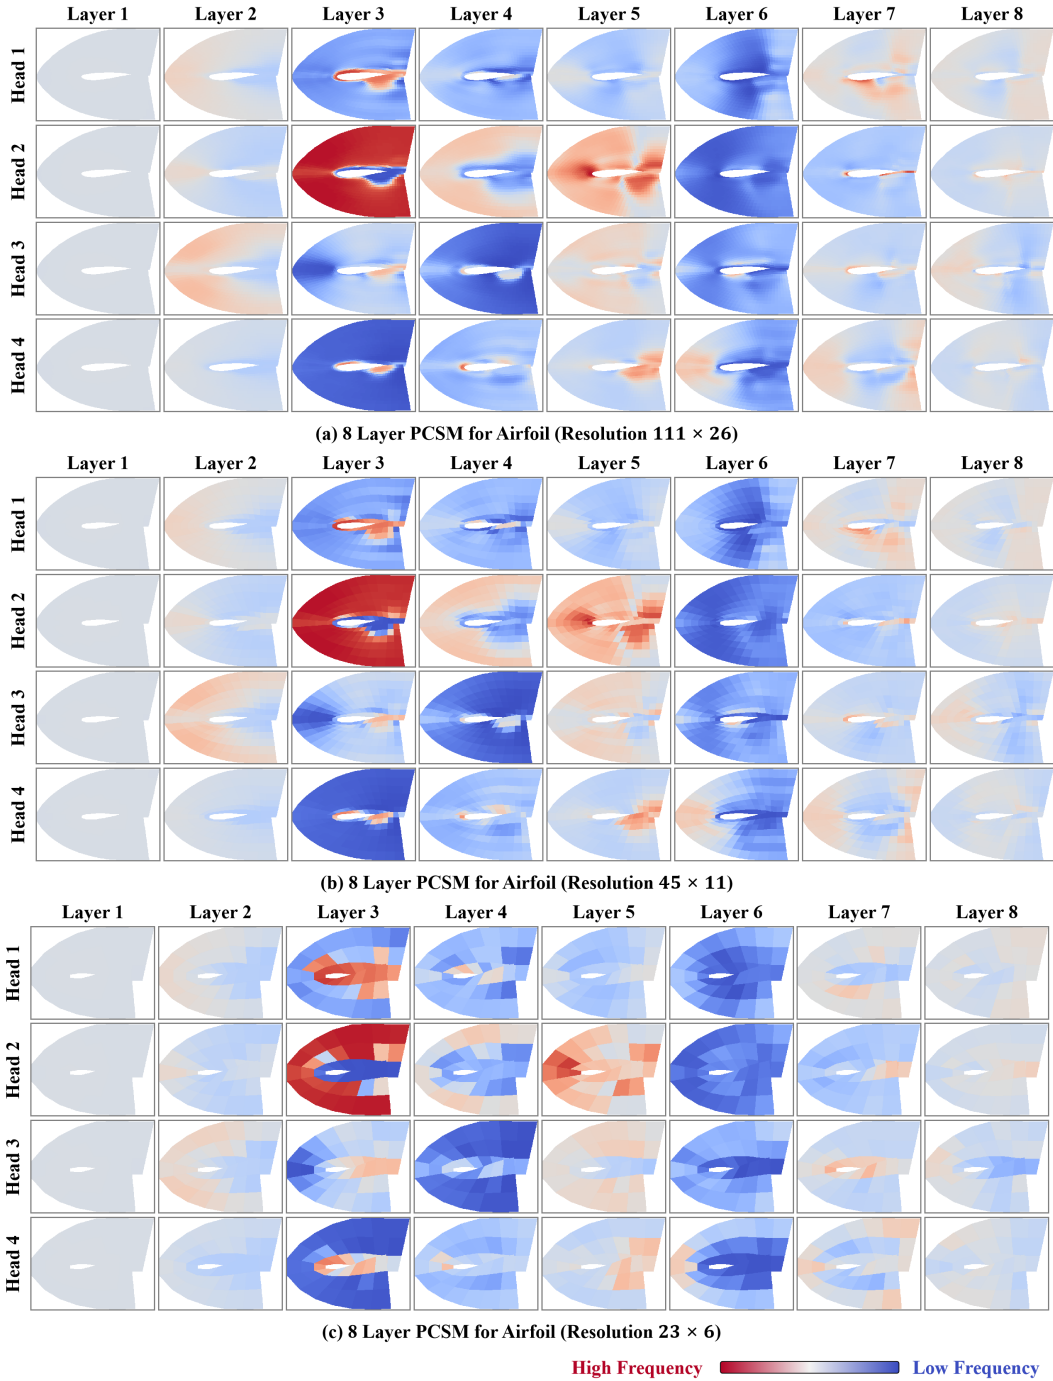 Layer 1 Layer 2 Layer 3 Layer 4 Layer 5 Layer 6 Layer 7 Layer 8
Head 1
Head 2
Head 3
Head 4
(a) 8 Layer PCSM for Airfoil (Resolution 111 × 26)
Layer 1 Layer 2 Layer 3 Layer 4 Layer 5 Layer 6 Layer 7 Layer 8
Head 1
Head 2
Head 3
Head 4
(b) 8 Layer PCSM for Airfoil (Resolution 45 × 11)
Layer 1 Layer 2 Layer 3 Layer 4 Layer 5 Layer 6 Layer 7 Layer 8
Head 1
Head 2
Head 3
Head 4
(c) 8 Layer PCSM for Airfoil (Resolution 23 × 6)
High Frequency Low Frequency